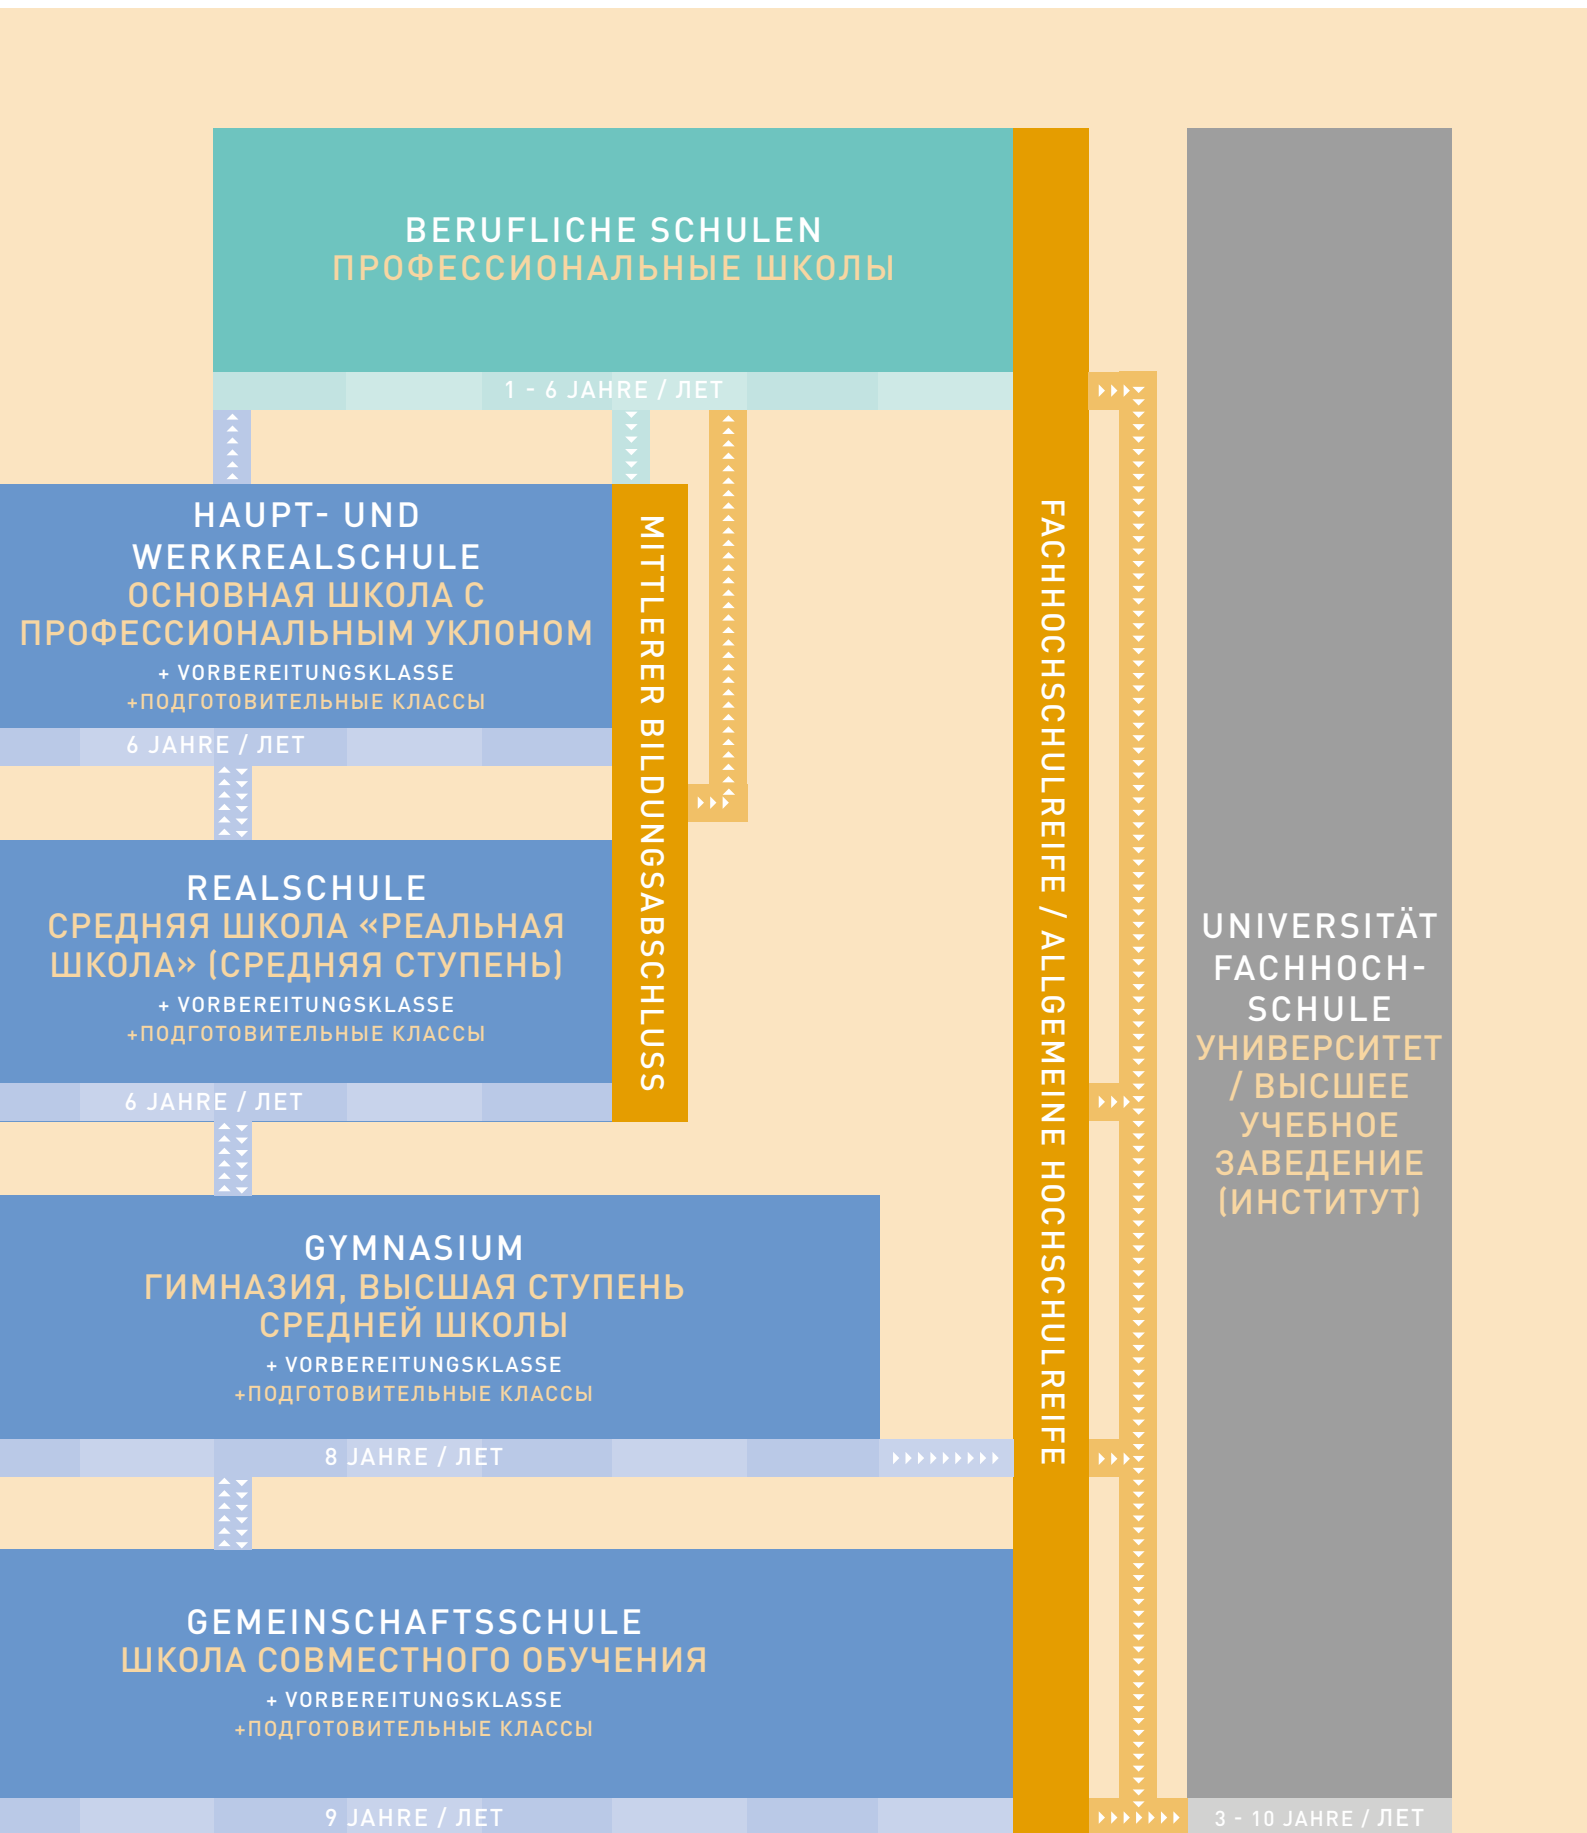 BERUFLICHE SCHULEN
ПРОФЕССИОНАЛЬНЫЕ ШКОЛЫ
1 - 6 JAHRE / ЛЕТ
HAUPT- UND
WERKREALSCHULE
ОСНОВНАЯ ШКОЛА С
ПРОФЕССИОНАЛЬНЫМ УКЛОНОМ
+ VORBEREITUNGSKLASSE
+ПОДГОТОВИТЕЛЬНЫЕ КЛАССЫ
6 JAHRE / ЛЕТ
REALSCHULE
СРЕДНЯЯ ШКОЛА «РЕАЛЬНАЯ
ШКОЛА» (СРЕДНЯЯ СТУПЕНЬ)
+ VORBEREITUNGSKLASSE
+ПОДГОТОВИТЕЛЬНЫЕ КЛАССЫ
6 JAHRE / ЛЕТ
MITTLERER BILDUNGSABSCHLUSS
GYMNASIUM
ГИМНАЗИЯ, ВЫСШАЯ СТУПЕНЬ
СРЕДНЕЙ ШКОЛЫ
+ VORBEREITUNGSKLASSE
+ПОДГОТОВИТЕЛЬНЫЕ КЛАССЫ
8 JAHRE / ЛЕТ
GEMEINSCHAFTSSCHULE
ШКОЛА СОВМЕСТНОГО ОБУЧЕНИЯ
+ VORBEREITUNGSKLASSE
+ПОДГОТОВИТЕЛЬНЫЕ КЛАССЫ
9 JAHRE / ЛЕТ
FACHHOCHSCHULREIFE / ALLGEMEINE HOCHSCHULREIFE
UNIVERSITÄT
FACHHOCH-
SCHULE
УНИВЕРСИТЕТ
/ ВЫСШЕЕ
УЧЕБНОЕ
ЗАВЕДЕНИЕ
(ИНСТИТУТ)
3 - 10 JAHRE / ЛЕТ